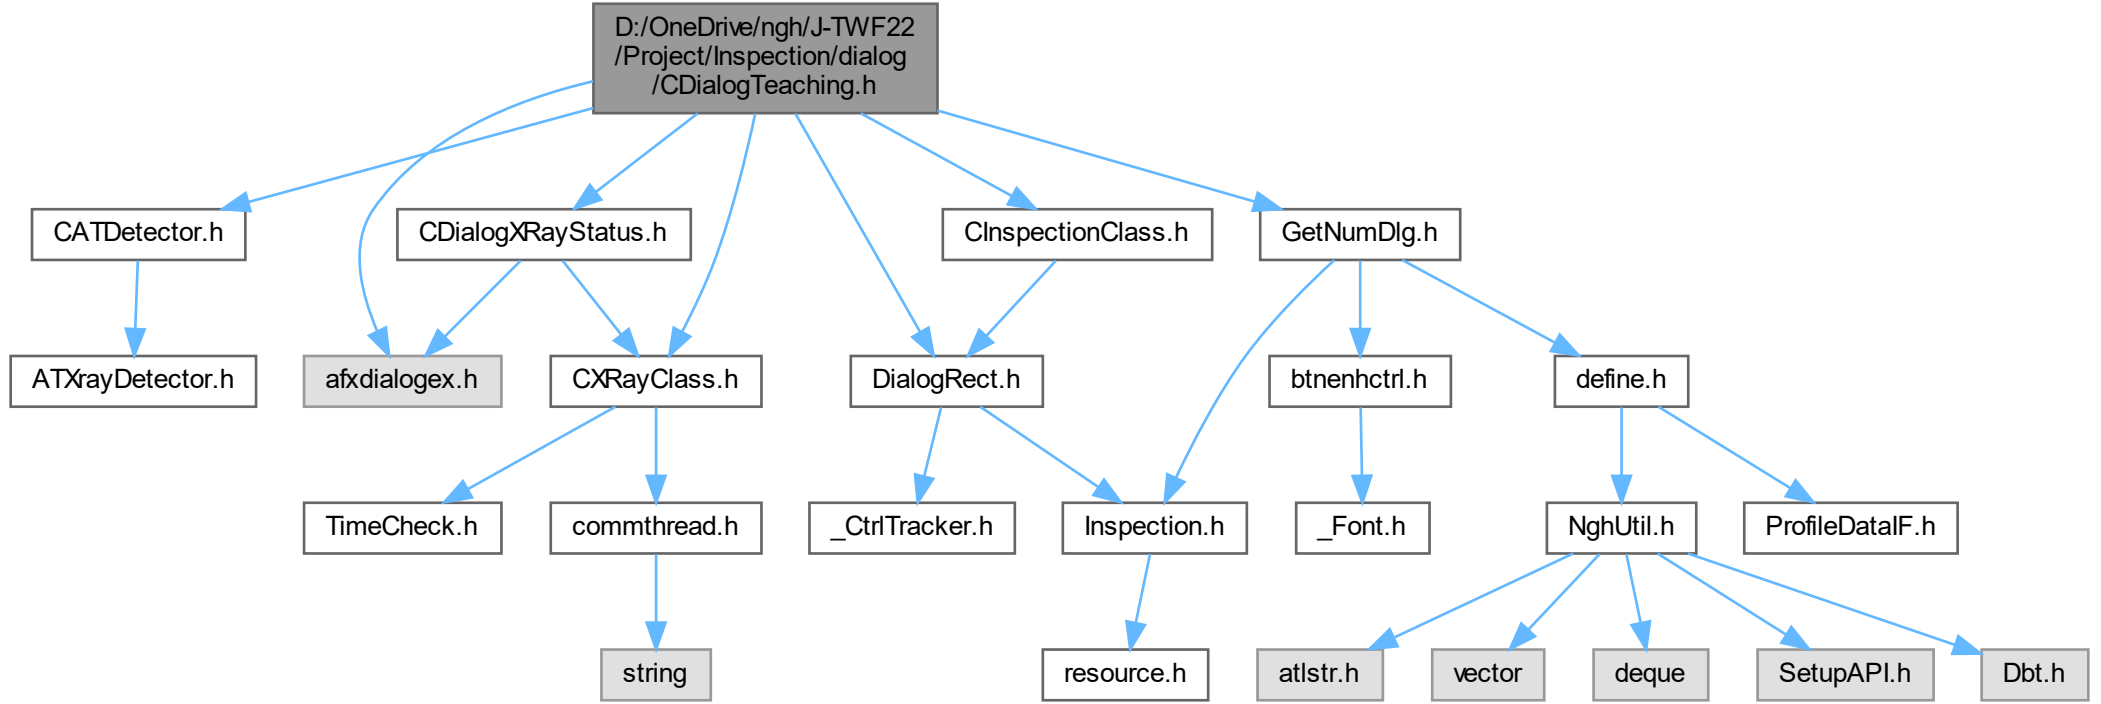 D:/OneDrive/ngh/J-TWF22
/Project/Inspection/dialog
/CDialogTeaching.h
CATDetector.h
CDialogXRayStatus.h
CInspectionClass.h
GetNumDlg.h
ATXrayDetector.h
afxdialogex.h
CXRayClass.h
DialogRect.h
btnenhctrl.h
define.h
TimeCheck.h
commthread.h
_CtrlTracker.h
Inspection.h
_Font.h
NghUtil.h
ProfileDataIF.h
string
resource.h
atlstr.h
vector
deque
SetupAPI.h
Dbt.h